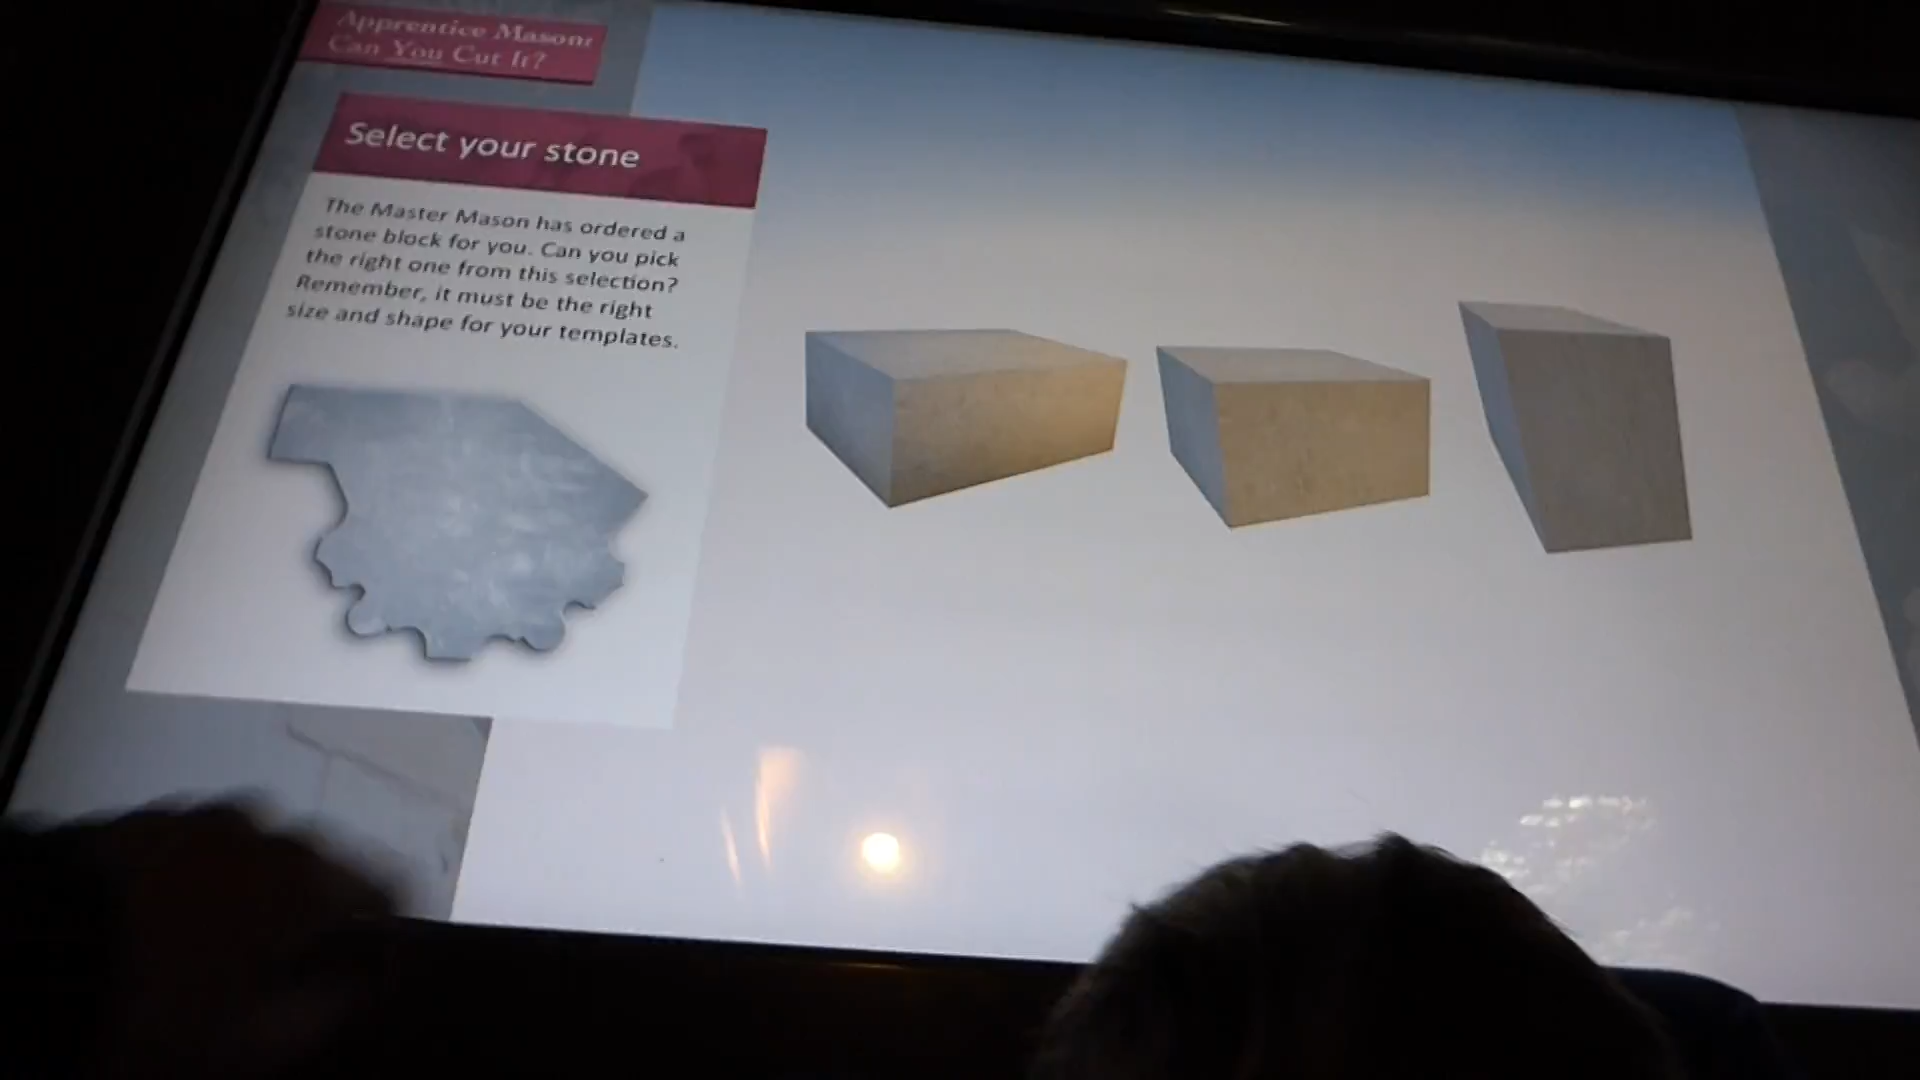 Apprentice Mason:
Can You Cut It?
Select your stone
The Master Mason has ordered a
stone block for you. Can you pick
the right one from this selection?
Remember, it must be the right
size and shape for your templates.